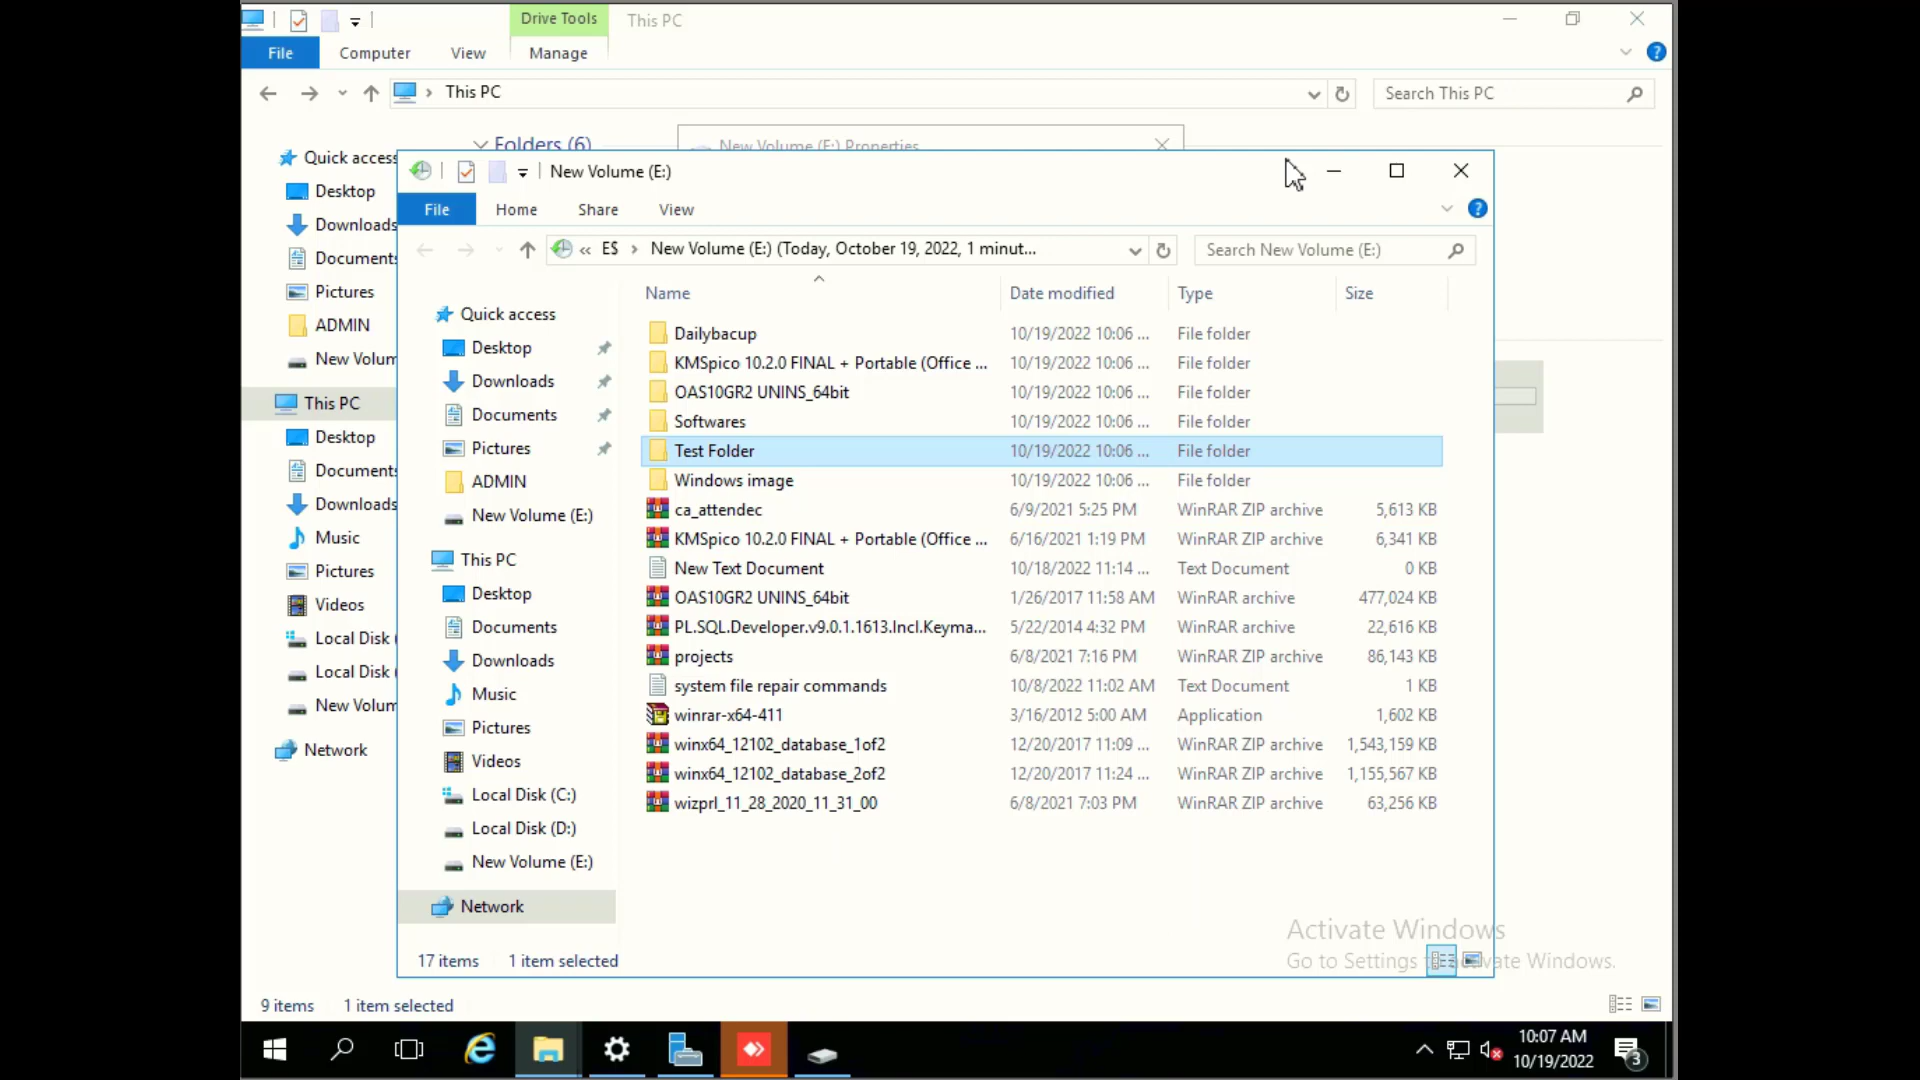 Drive Tools
This PC
File
Computer
View
Manage
This PC
Search This PC
Folders (6)
New Volume (E:) Properties
Quick access
Desktop
Downloads
Documents
Pictures
ADMIN
New Volum
This PC
Desktop
Documents
Downloads
Music
Pictures
Videos
Local Disk (
Local Disk (
New Volum
Network
9 items 1 item selected
New Volume (E:)
File
Home
Share
View
« E$ › New Volume (E:) (Today, October 19, 2022, 1 minut...
Search New Volume (E:)
Quick access
Desktop
Downloads
Documents
Pictures
ADMIN
New Volume (E:)
This PC
Desktop
Documents
Downloads
Music
Pictures
Videos
Local Disk (C:)
Local Disk (D:)
New Volume (E:)
Network
Name Date modified Type Size
Dailybacup 10/19/2022 10:06 ... File folder
KMSpico 10.2.0 FINAL + Portable (Office ... 10/19/2022 10:06 ... File folder
OAS10GR2 UNINS_64bit 10/19/2022 10:06 ... File folder
Softwares 10/19/2022 10:06 ... File folder
Test Folder 10/19/2022 10:06 ... File folder
Windows image 10/19/2022 10:06 ... File folder
ca_attendec 6/9/2021 5:25 PM WinRAR ZIP archive 5,613 KB
KMSpico 10.2.0 FINAL + Portable (Office ... 6/16/2021 1:19 PM WinRAR ZIP archive 6,341 KB
New Text Document 10/18/2022 11:14 ... Text Document 0 KB
OAS10GR2 UNINS_64bit 1/26/2017 11:58 AM WinRAR archive 477,024 KB
PL.SQL.Developer.v9.0.1.1613.Incl.Keyma... 5/22/2014 4:32 PM WinRAR archive 22,616 KB
projects 6/8/2021 7:16 PM WinRAR ZIP archive 86,143 KB
system file repair commands 10/8/2022 11:02 AM Text Document 1 KB
winrar-x64-411 3/16/2012 5:00 AM Application 1,602 KB
winx64_12102_database_1of2 12/20/2017 11:09 ... WinRAR ZIP archive 1,543,159 KB
winx64_12102_database_2of2 12/20/2017 11:24 ... WinRAR ZIP archive 1,155,567 KB
wizprl_11_28_2020_11_31_00 6/8/2021 7:03 PM WinRAR ZIP archive 63,256 KB
17 items 1 item selected
Activate Windows
Go to Settings vate Windows.
10:07 AM
10/19/2022
3